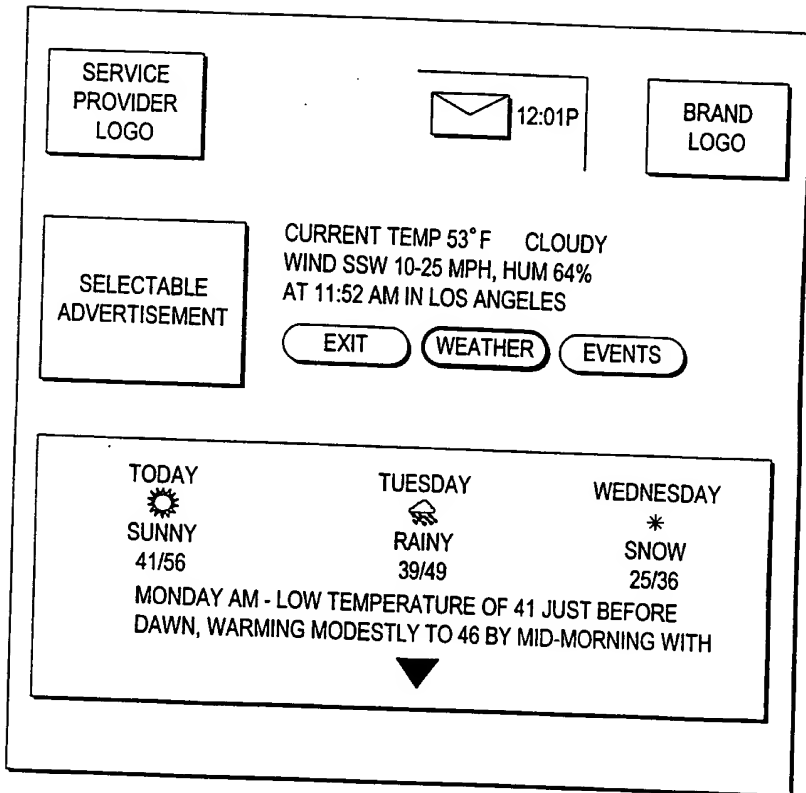 SERVICE
PROVIDER
LOGO
12:01P
BRAND
LOGO
SELECTABLE
ADVERTISEMENT
CURRENT TEMP 53°F CLOUDY
WIND SSW 10-25 MPH, HUM 64%
AT 11:52 AM IN LOS ANGELES
EXIT WEATHER EVENTS
TODAY
SUNNY
41/56
TUESDAY
RAINY
39/49
WEDNESDAY
SNOW
25/36
MONDAY AM - LOW TEMPERATURE OF 41 JUST BEFORE
DAWN, WARMING MODESTLY TO 46 BY MID-MORNING WITH